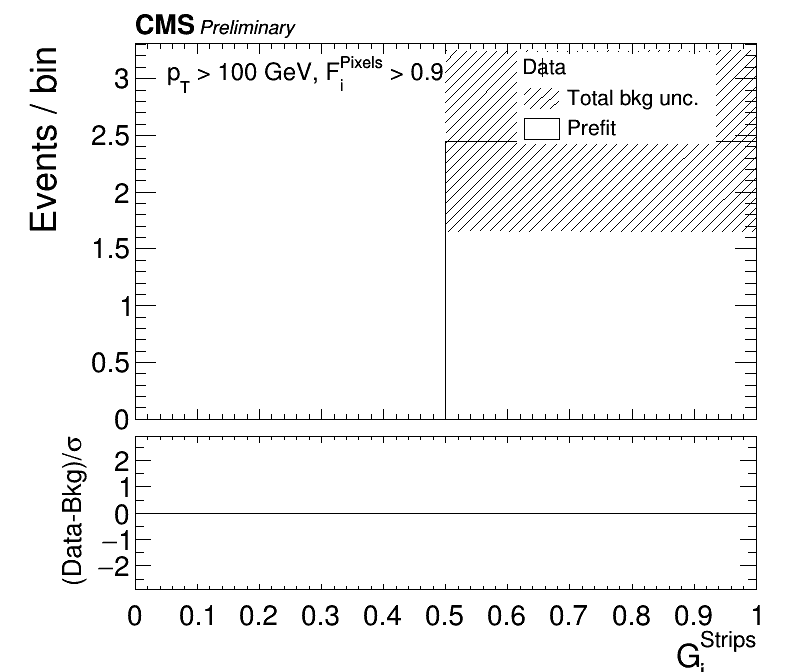 CMS Preliminary
Events / bin
p_T > 100 GeV, F_i^Pixels > 0.9
Data
Total bkg unc.
Prefit
3
2.5
2
1.5
1
0.5
0
(Data-Bkg)/σ
2
1
0
−1
−2
0 0.1 0.2 0.3 0.4 0.5 0.6 0.7 0.8 0.9 1
G_i^Strips